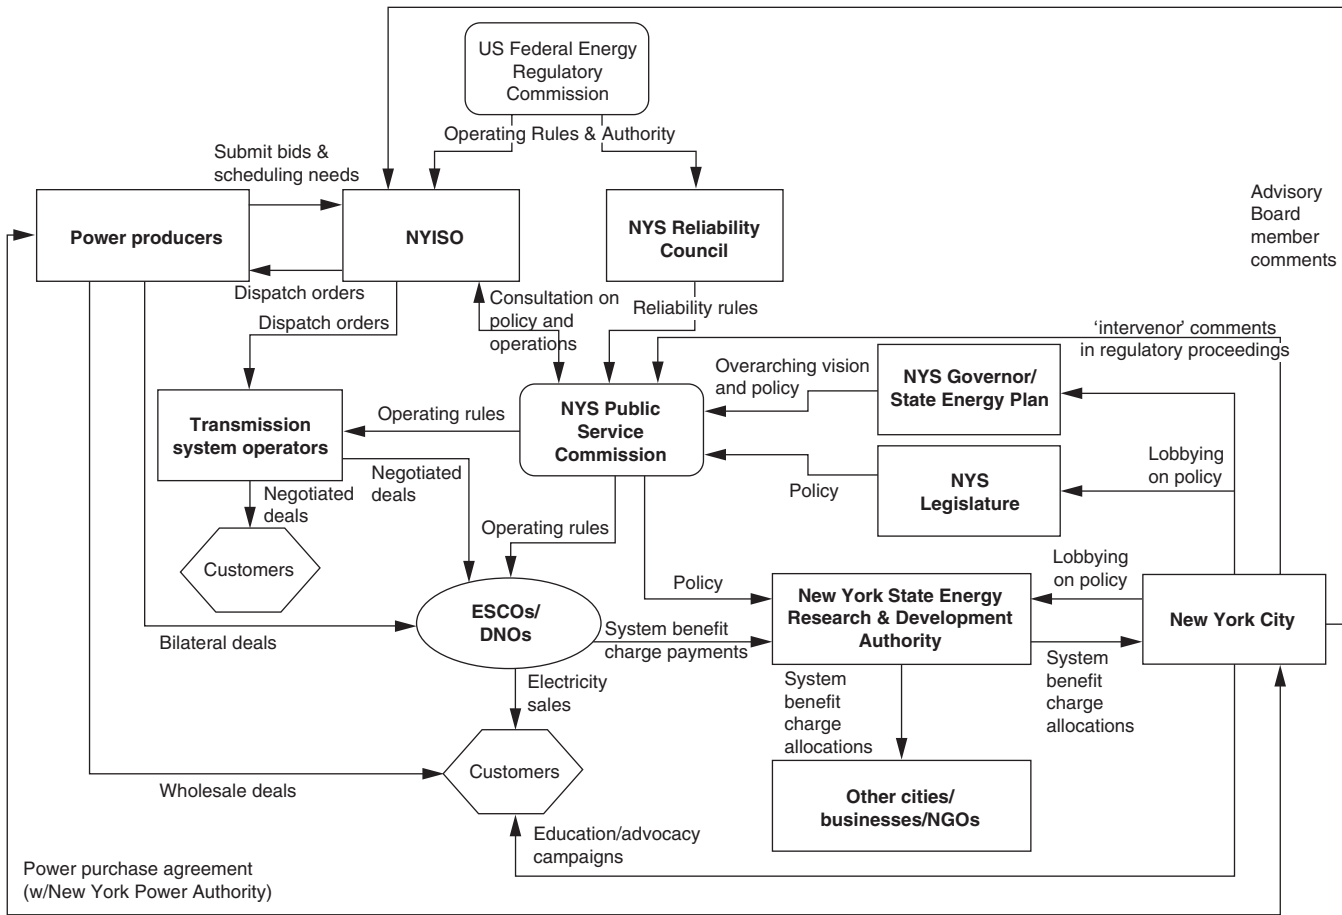 US Federal Energy
Regulatory
Commission
Operating Rules & Authority
Submit bids &
scheduling needs
Power producers
NYISO
NYS Reliability
Council
Advisory
Board
member
comments
Dispatch orders
Dispatch orders
Consultation on
policy and
operations
Reliability rules
'intervenor' comments
in regulatory proceedings
Overarching vision
and policy
NYS Governor/
State Energy Plan
Transmission
system operators
Operating rules
NYS Public
Service
Commission
Policy
NYS
Legislature
Lobbying
on policy
Negotiated
deals
Negotiated
deals
Operating rules
Customers
Policy
Lobbying
on policy
ESCOs/
DNOs
New York State Energy
Research & Development
Authority
New York City
Bilateral deals
System benefit
charge payments
Electricity
sales
System
benefit
charge
allocations
System
benefit
charge
allocations
Customers
Wholesale deals
Other cities/
businesses/NGOs
Education/advocacy
campaigns
Power purchase agreement
(w/New York Power Authority)